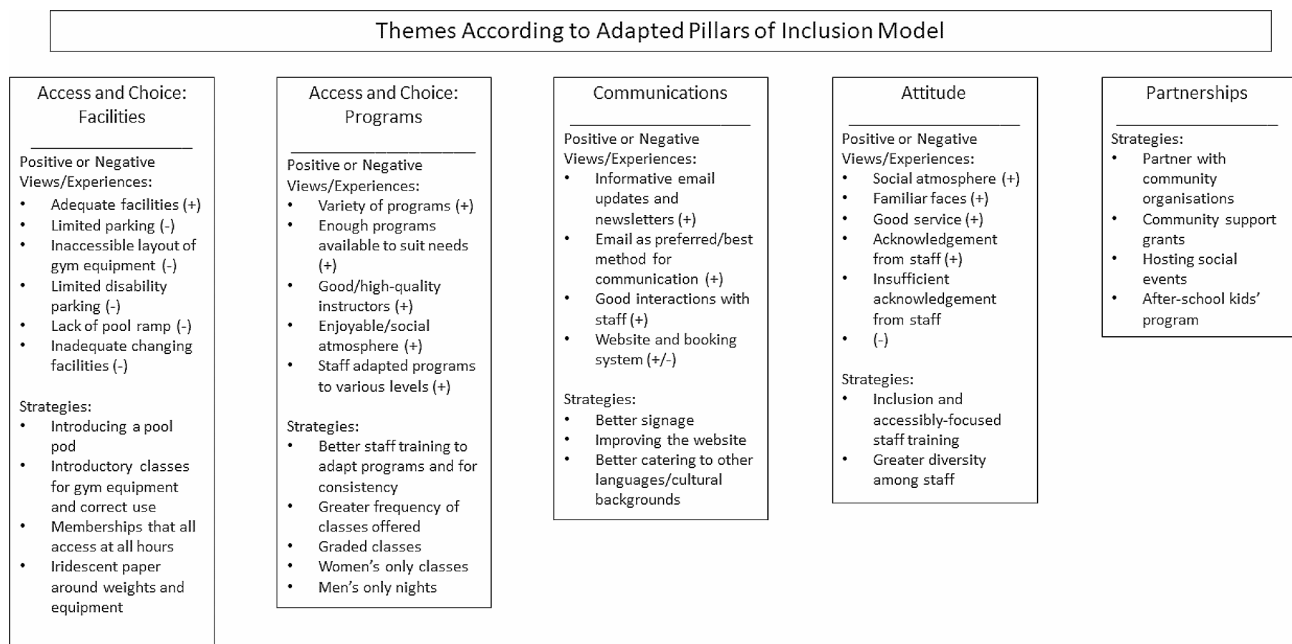 Themes According to Adapted Pillars of Inclusion Model
Access and Choice:
Facilities
Positive or Negative
Views/Experiences:
• Adequate facilities (+)
• Limited parking (-)
• Inaccessible layout of
gym equipment (-)
• Limited disability
parking (-)
• Lack of pool ramp (-)
• Inadequate changing
facilities (-)
Strategies:
• Introducing a pool
pod
• Introductory classes
for gym equipment
and correct use
• Memberships that all
access at all hours
• Iridescent paper
around weights and
equipment
Access and Choice:
Programs
Positive or Negative
Views/Experiences:
• Variety of programs (+)
• Enough programs
available to suit needs
(+)
• Good/high-quality
instructors (+)
• Enjoyable/social
atmosphere (+)
• Staff adapted programs
to various levels (+)
Strategies:
• Better staff training to
adapt programs and for
consistency
• Greater frequency of
classes offered
• Graded classes
• Women's only classes
• Men's only nights
Communications
Positive or Negative
Views/Experiences:
• Informative email
updates and
newsletters (+)
• Email as preferred/best
method for
communication (+)
• Good interactions with
staff (+)
• Website and booking
system (+/-)
Strategies:
• Better signage
• Improving the website
• Better catering to other
languages/cultural
backgrounds
Attitude
Positive or Negative
Views/Experiences:
• Social atmosphere (+)
• Familiar faces (+)
• Good service (+)
• Acknowledgement
from staff (+)
• Insufficient
acknowledgement
from staff
• (-)
Strategies:
• Inclusion and
accessibly-focused
staff training
• Greater diversity
among staff
Partnerships
Strategies:
• Partner with
community
organisations
• Community support
grants
• Hosting social
events
• After-school kids'
program